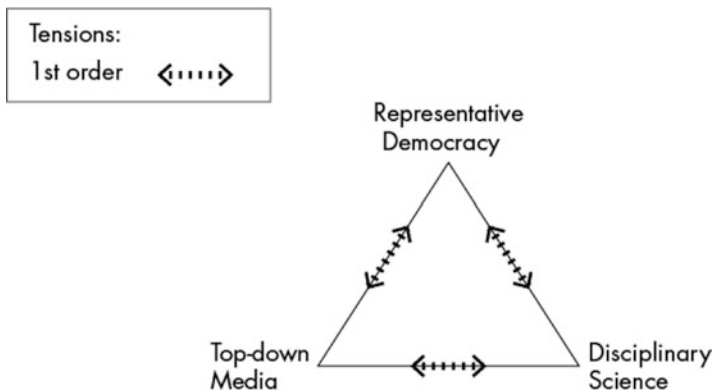 Tensions:
1st order
Representative
Democracy
Top-down
Media
Disciplinary
Science